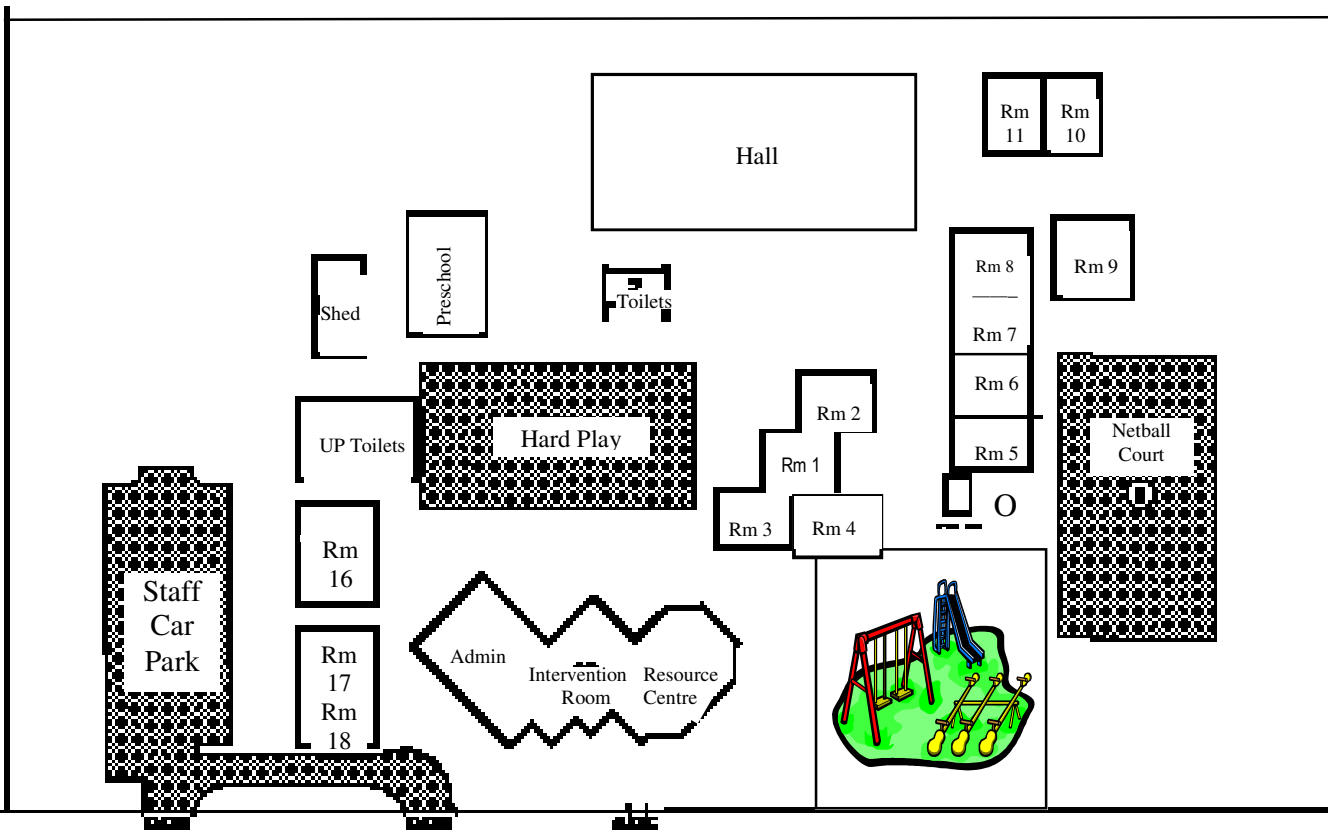 Rm
11
Rm
10
Hall
Preschool
Rm 8
Rm 9
Toilets
Shed
Rm 7
Rm 6
Rm 2
UP Toilets
Hard Play
Netball
Court
Rm 5
Rm 1
O
Rm 3
Rm 4
Rm
16
Staff
Car
Park
Rm
17
Rm
18
Admin
Intervention
Room
Resource
Centre